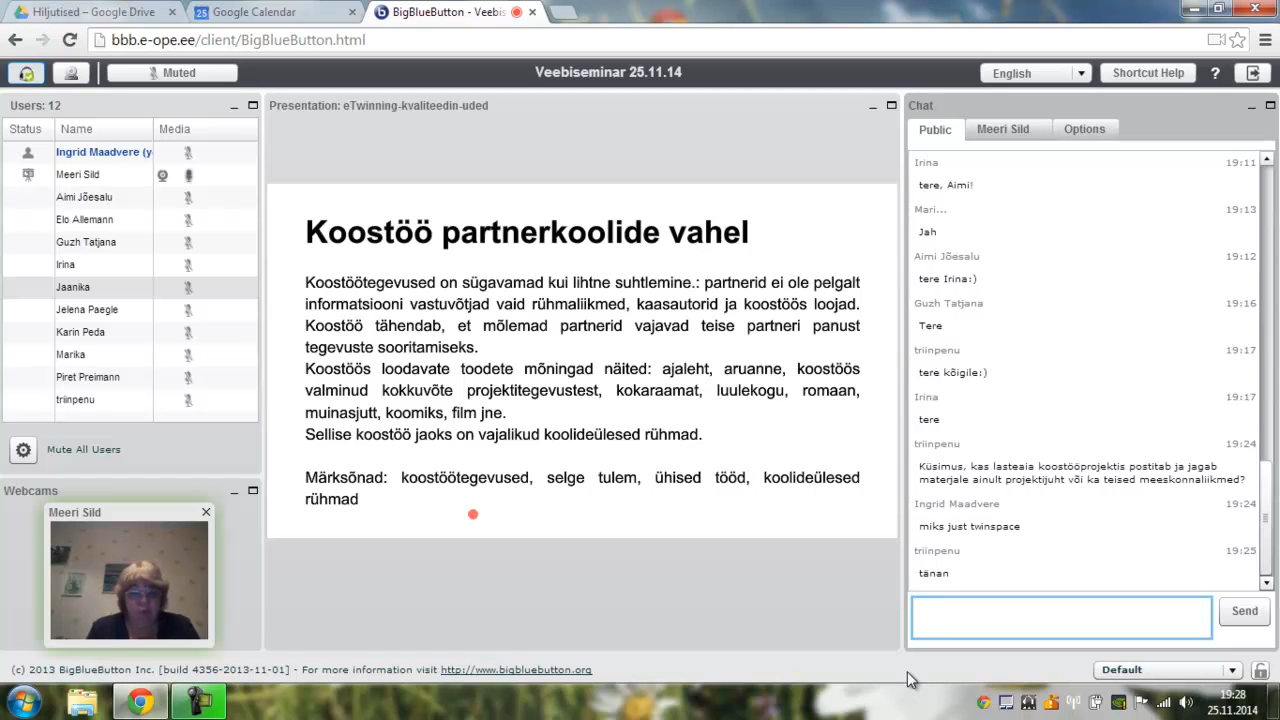 Hiljutised – Google Drive
Google Calendar
BigBlueButton - Veebis
bbb.e-ope.ee/client/BigBlueButton.html
Muted
Veebiseminar 25.11.14
English
Shortcut Help
?
Users: 12
Status Name Media
Ingrid Maadvere (y
Meeri Sild
Aimi Jõesalu
Elo Allemann
Guzh Tatjana
Irina
Jaanika
Jelena Paegle
Karin Peda
Marika
Piret Preimann
triinpenu
Mute All Users
Webcams
Meeri Sild
Presentation: eTwinning-kvaliteedin-uded
Koostöö partnerkoolide vahel
Koostöötegevused on sügavamad kui lihtne suhtlemine.: partnerid ei ole pelgalt
informatsiooni vastuvõtjad vaid rühmaliikmed, kaasautorid ja koostöös loojad.
Koostöö tähendab, et mõlemad partnerid vajavad teise partneri panust
tegevuste sooritamiseks.
Koostöös loodavate toodete mõningad näited: ajaleht, aruanne, koostöös
valminud kokkuvõte projektitegevustest, kokaraamat, luulekogu, romaan,
muinasjutt, koomiks, film jne.
Sellise koostöö jaoks on vajalikud koolideülesed rühmad.
Märksõnad: koostöötegevused, selge tulem, ühised tööd, koolideülesed
rühmad
Chat
Public Meeri Sild Options
Irina 19:11
tere, Aimi!
Mari... 19:13
Jah
Aimi Jõesalu 19:12
tere Irina:)
Guzh Tatjana 19:16
Tere
triinpenu 19:17
tere kõigile:)
Irina 19:17
tere
triinpenu 19:24
Küsimus, kas lasteaia koostööprojektis postitab ja jagab
materjale ainult projektijuht või ka teised meeskonnaliikmed?
Ingrid Maadvere 19:24
miks just twinspace
triinpenu 19:25
tänan
Send
(c) 2013 BigBlueButton Inc. [build 4356-2013-11-01] - For more information visit http://www.bigbluebutton.org
Default
19:28
25.11.2014